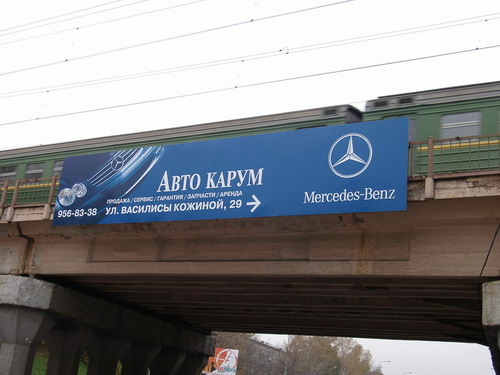 АВТО КАРУМ
ПРОДАЖА / СЕРВИС / ГАРАНТИЯ / ЗАПЧАСТИ / АРЕНДА
956-83-38 УЛ. ВАСИЛИСЫ КОЖИНОЙ, 29
Mercedes-Benz